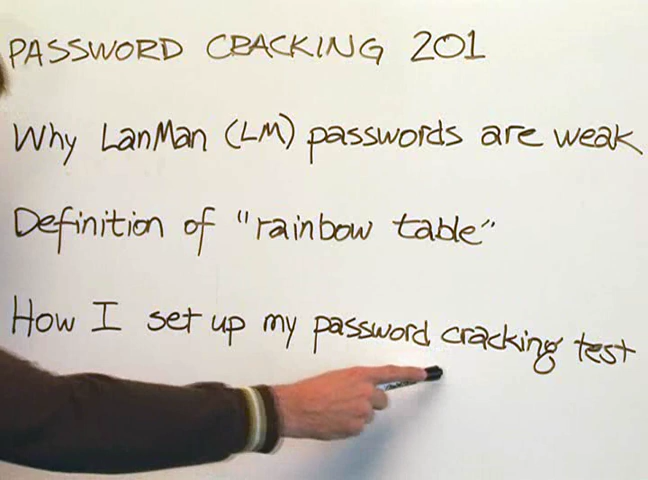 PASSWORD CRACKING 201
Why LanMan (LM) passwords are weak
Definition of "rainbow table"
How I set up my password cracking test